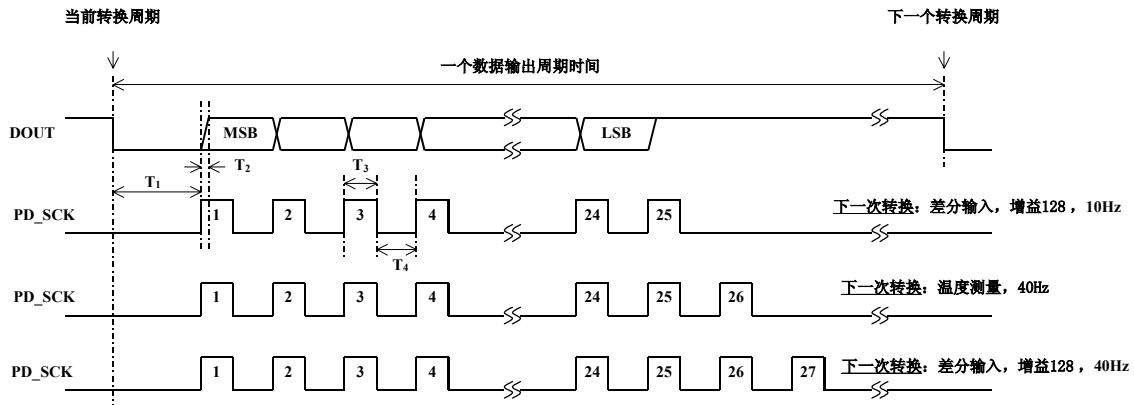 当前转换周期 下一个转换周期
一个数据输出周期时间
DOUT MSB LSB
T2 T3
T1
PD_SCK 1 2 3 4 24 25 下一次转换：差分输入，增益128，10Hz
T4
PD_SCK 1 2 3 4 24 25 26 下一次转换：温度测量，40Hz
PD_SCK 1 2 3 4 24 25 26 27 下一次转换：差分输入，增益128，40Hz